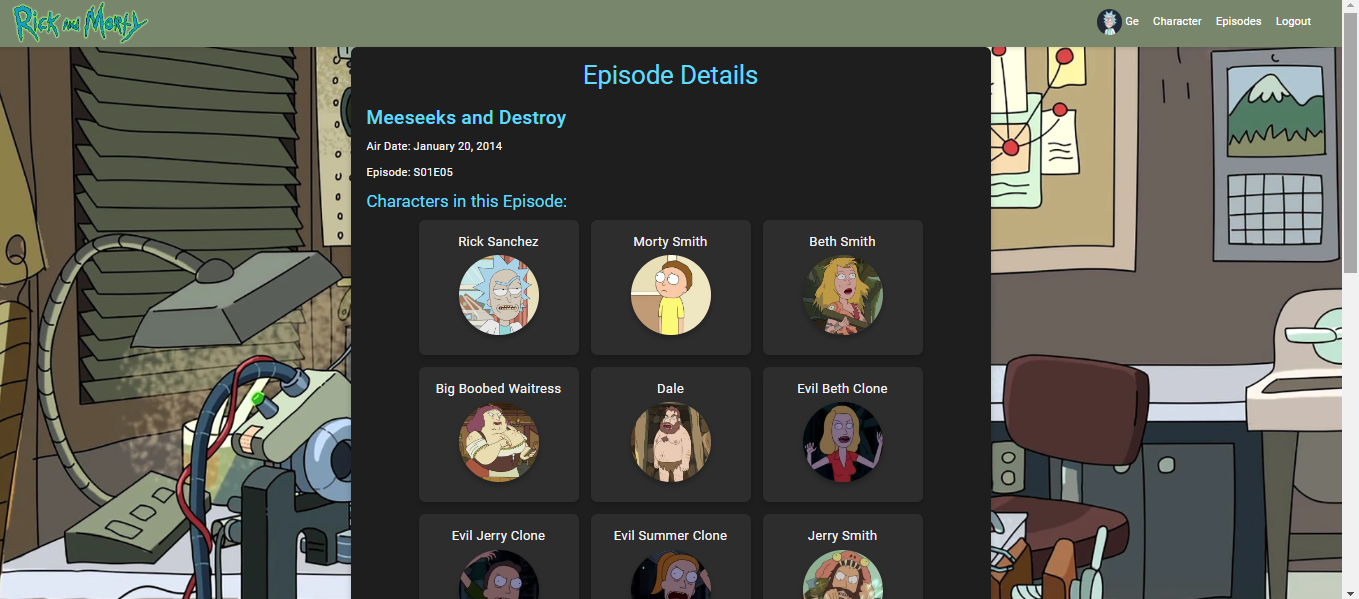 Rick and Morty
Ge Character Episodes Logout
Episode Details
Meeseeks and Destroy
Air Date: January 20, 2014
Episode: S01E05
Characters in this Episode:
Rick Sanchez Morty Smith Beth Smith
Big Boobed Waitress Dale Evil Beth Clone
Evil Jerry Clone Evil Summer Clone Jerry Smith